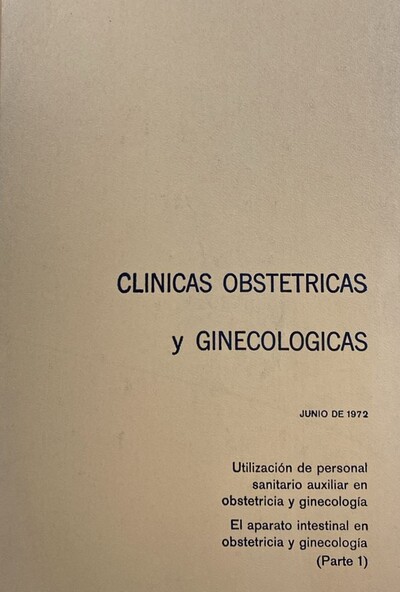 CLINICAS OBSTETRICAS
y GINECOLOGICAS
JUNIO DE 1972
Utilización de personal
sanitario auxiliar en
obstetricia y ginecología
El aparato intestinal en
obstetricia y ginecología
(Parte 1)